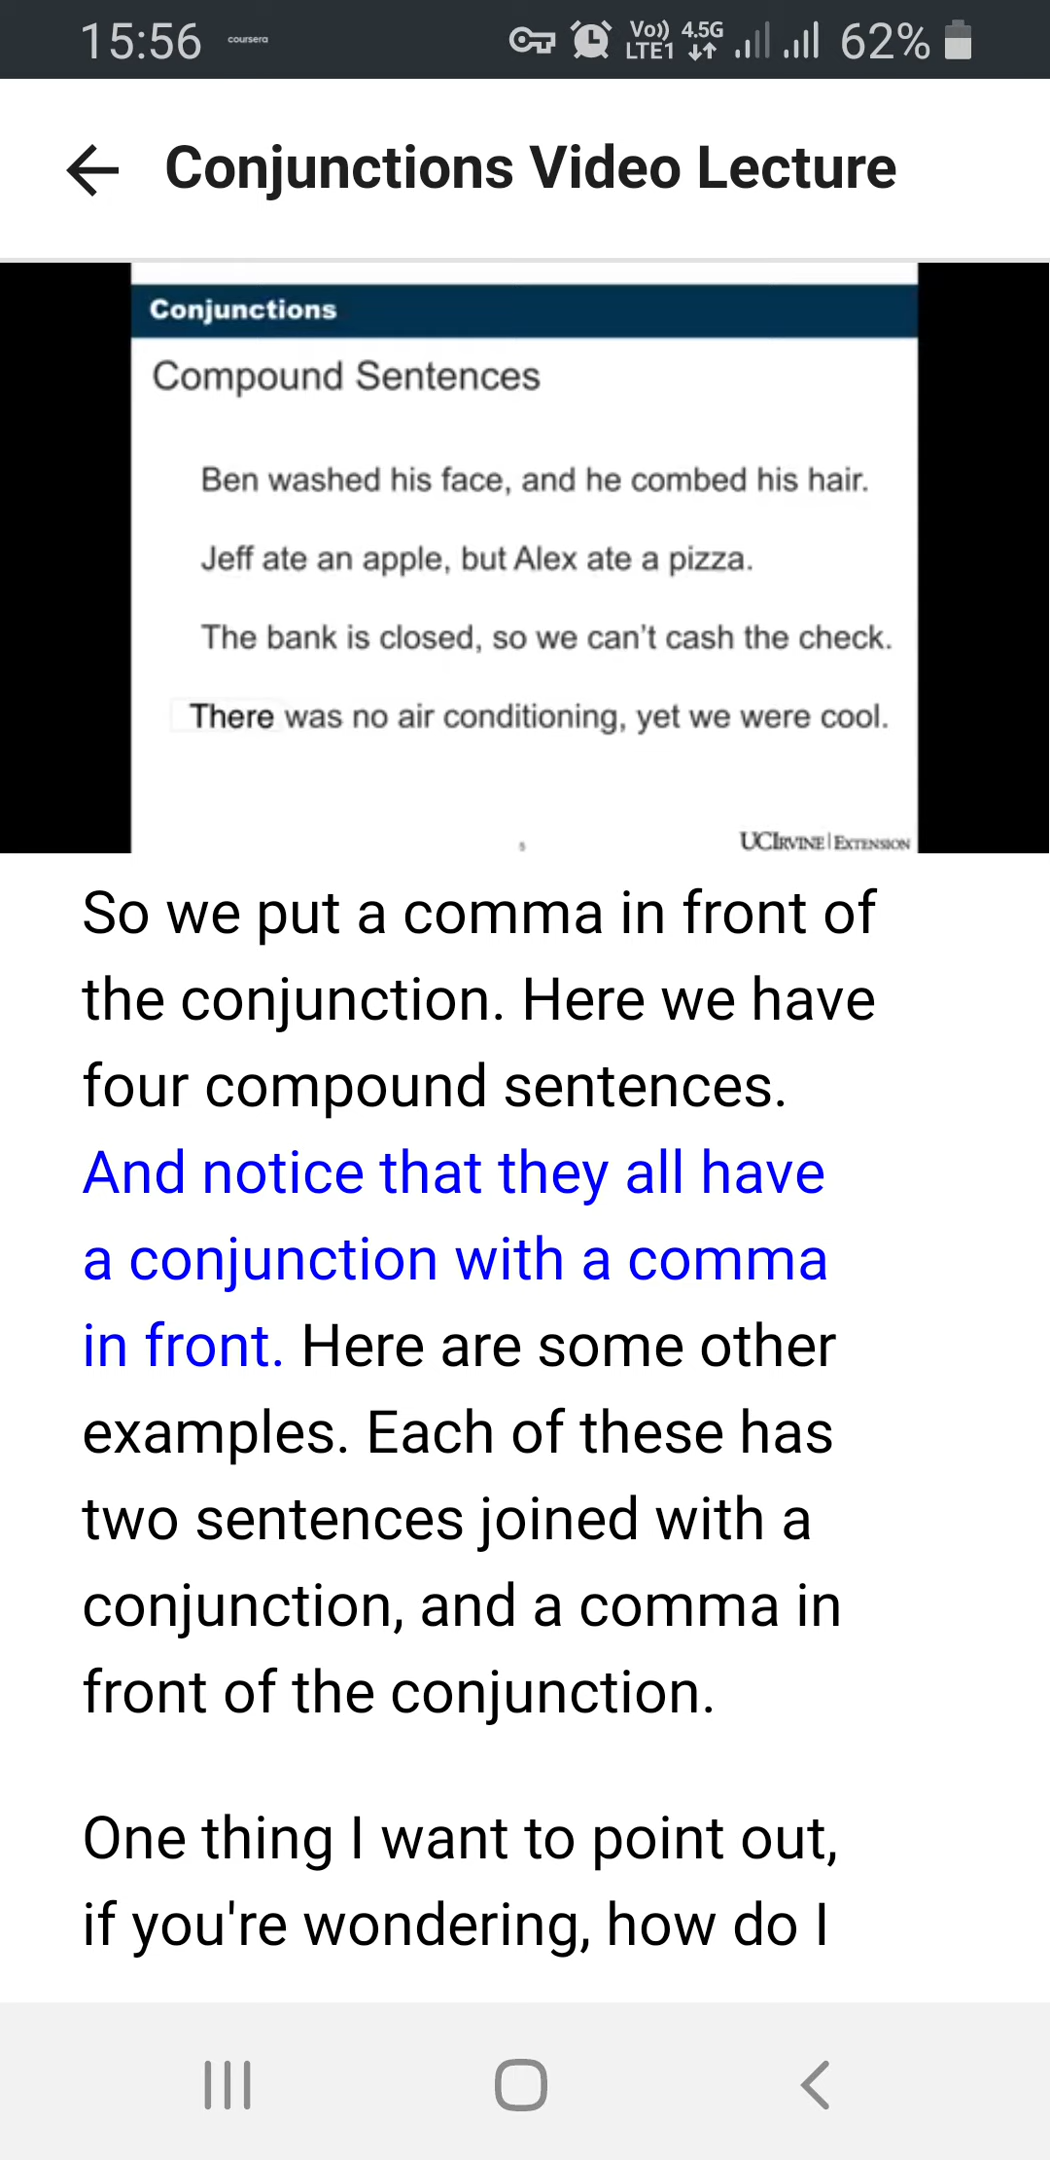 15:56 coursera Vo)) 4.5G LTE1 62%
Conjunctions Video Lecture
Conjunctions
Compound Sentences
Ben washed his face, and he combed his hair.
Jeff ate an apple, but Alex ate a pizza.
The bank is closed, so we can't cash the check.
There was no air conditioning, yet we were cool.
5 UCIRVINE | EXTENSION
So we put a comma in front of
the conjunction. Here we have
four compound sentences.
And notice that they all have
a conjunction with a comma
in front. Here are some other
examples. Each of these has
two sentences joined with a
conjunction, and a comma in
front of the conjunction.
One thing I want to point out,
if you're wondering, how do I